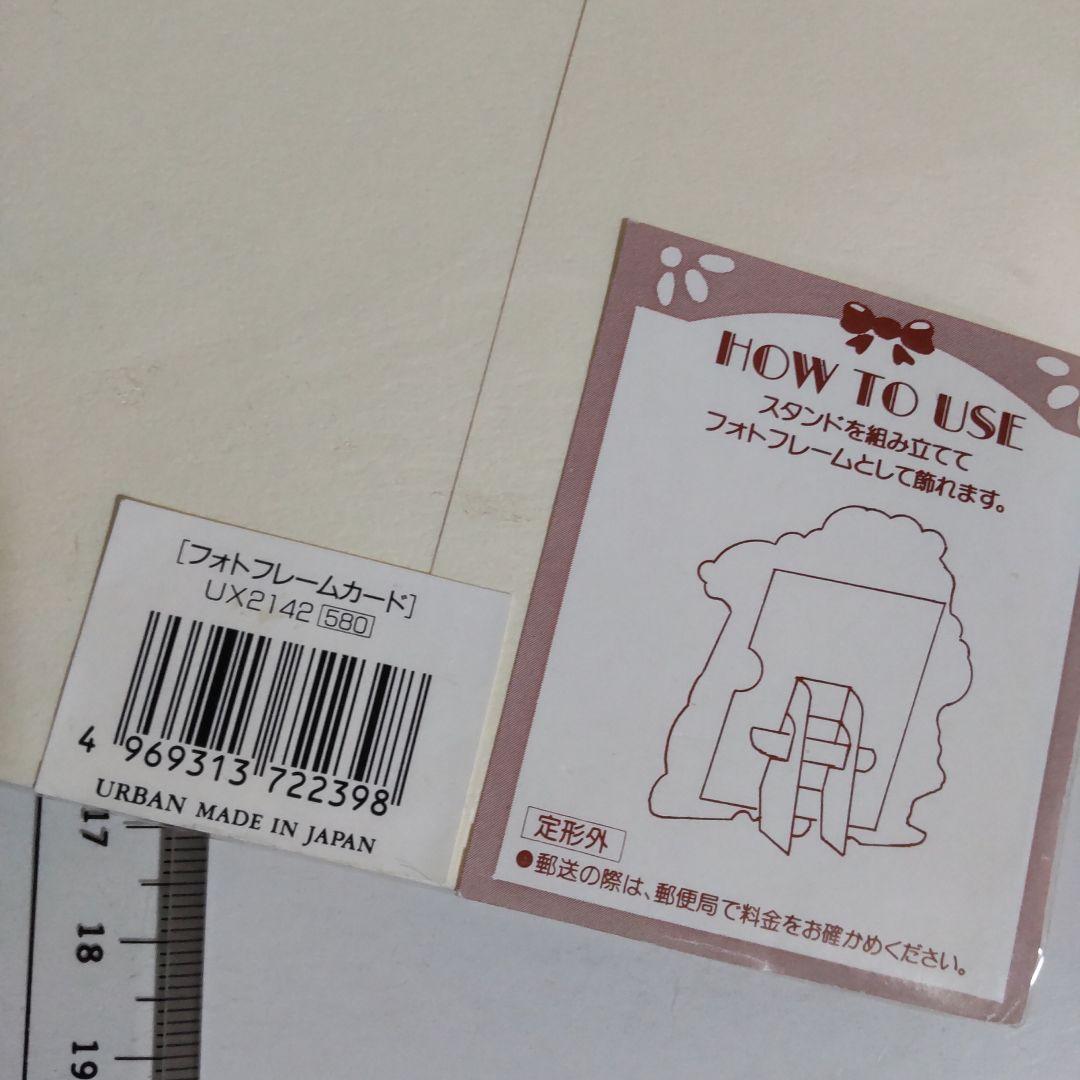 HOW TO USE
スタンドを組み立てて
フォトフレームとして飾れます。
定形外
●郵送の際は、郵便局で料金をお確かめください。
[フォトフレームカード]
UX2142 580
4 969313 722398
URBAN MADE IN JAPAN
17
18
19